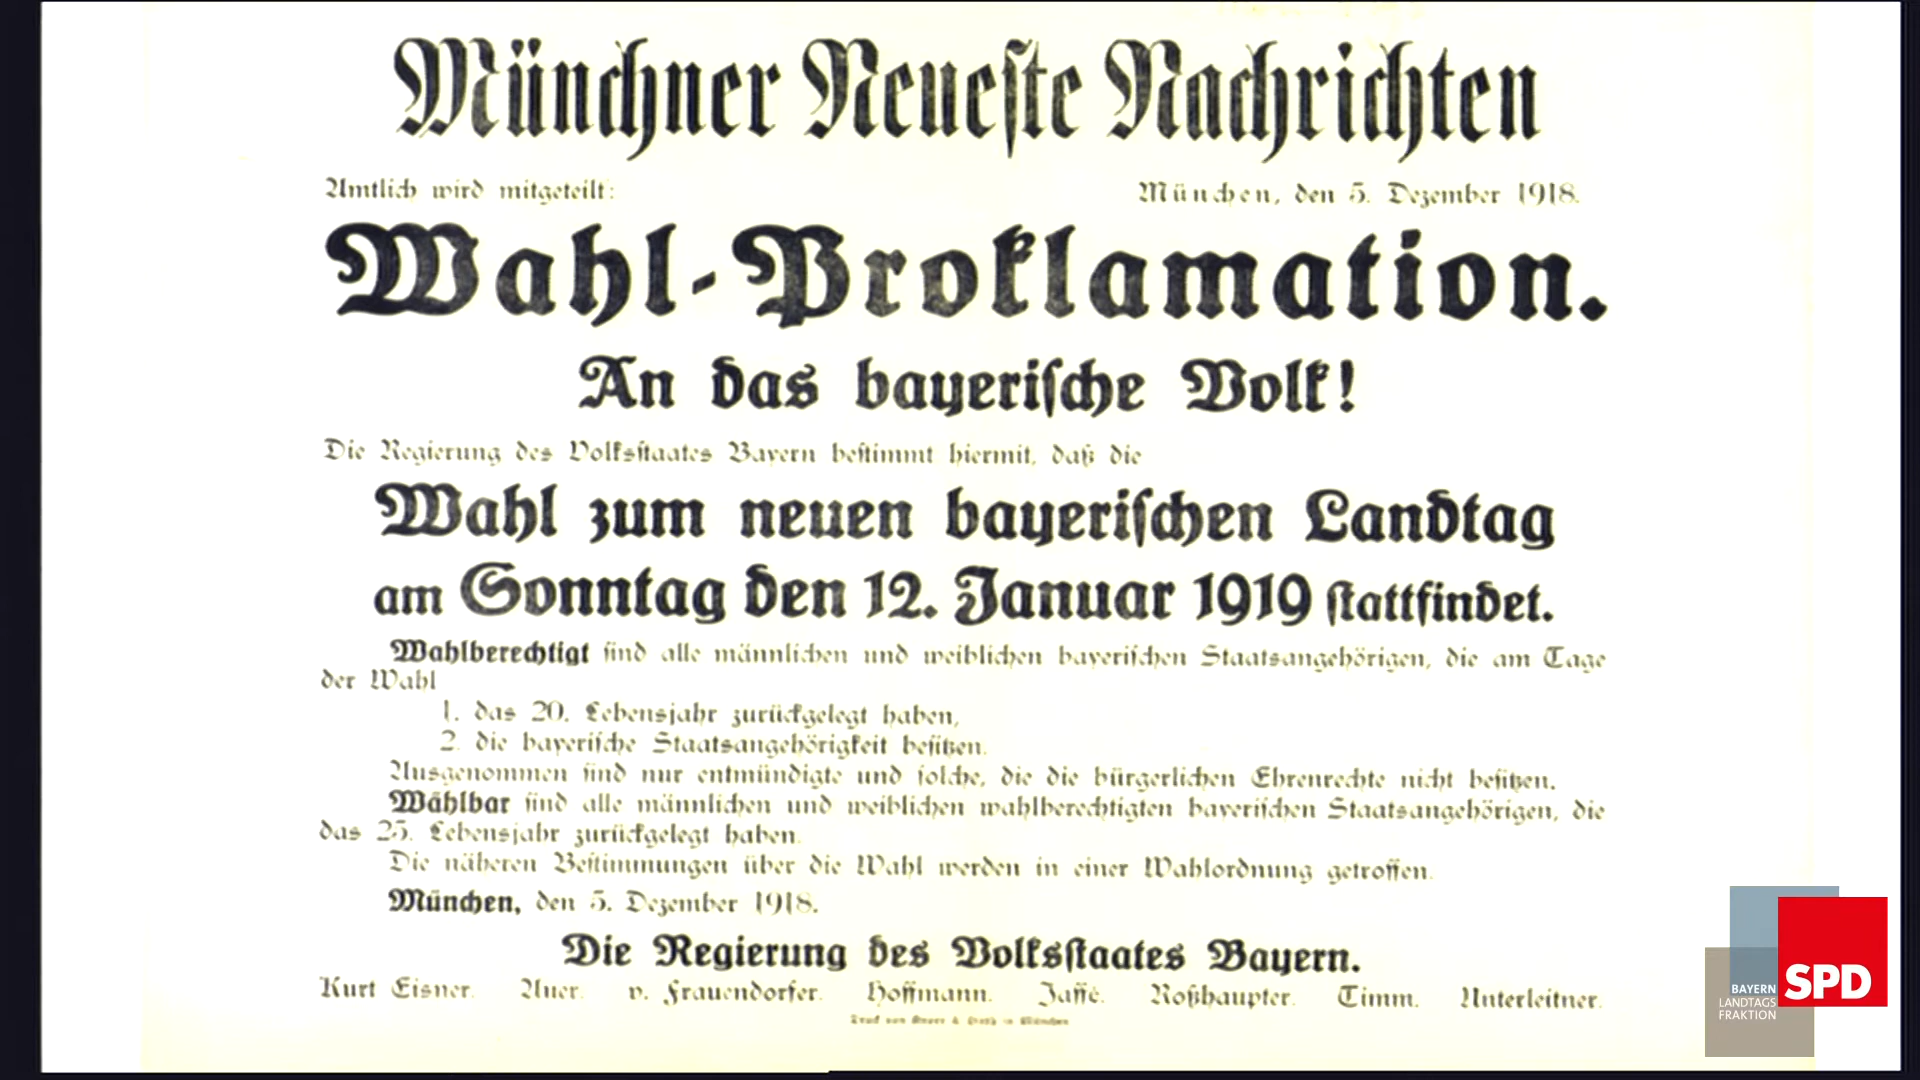 Münchner Neueste Nachrichten
Amtlich wird mitgeteilt: München, den 5. Dezember 1918.
Wahl-Proklamation.
An das bayerische Volk!
Die Regierung des Volksstaates Bayern bestimmt hiermit, daß die
Wahl zum neuen bayerischen Landtag
am Sonntag den 12. Januar 1919 stattfindet.
Wahlberechtigt sind alle männlichen und weiblichen bayerischen Staatsangehörigen, die am Tage
der Wahl
1. das 20. Lebensjahr zurückgelegt haben,
2. die bayerische Staatsangehörigkeit besitzen.
Ausgenommen sind nur entmündigte und solche, die die bürgerlichen Ehrenrechte nicht besitzen.
Wählbar sind alle männlichen und weiblichen wahlberechtigten bayerischen Staatsangehörigen, die
das 25. Lebensjahr zurückgelegt haben.
Die näheren Bestimmungen über die Wahl werden in einer Wahlordnung getroffen.
München, den 5. Dezember 1918.
Die Regierung des Volksstaates Bayern.
Kurt Eisner. Auer. v. Frauendorfer. Hoffmann. Jaffé. Roßhaupter. Timm. Unterleitner.
Druck von in München
BAYERN
LANDTAGS
FRAKTION
SPD